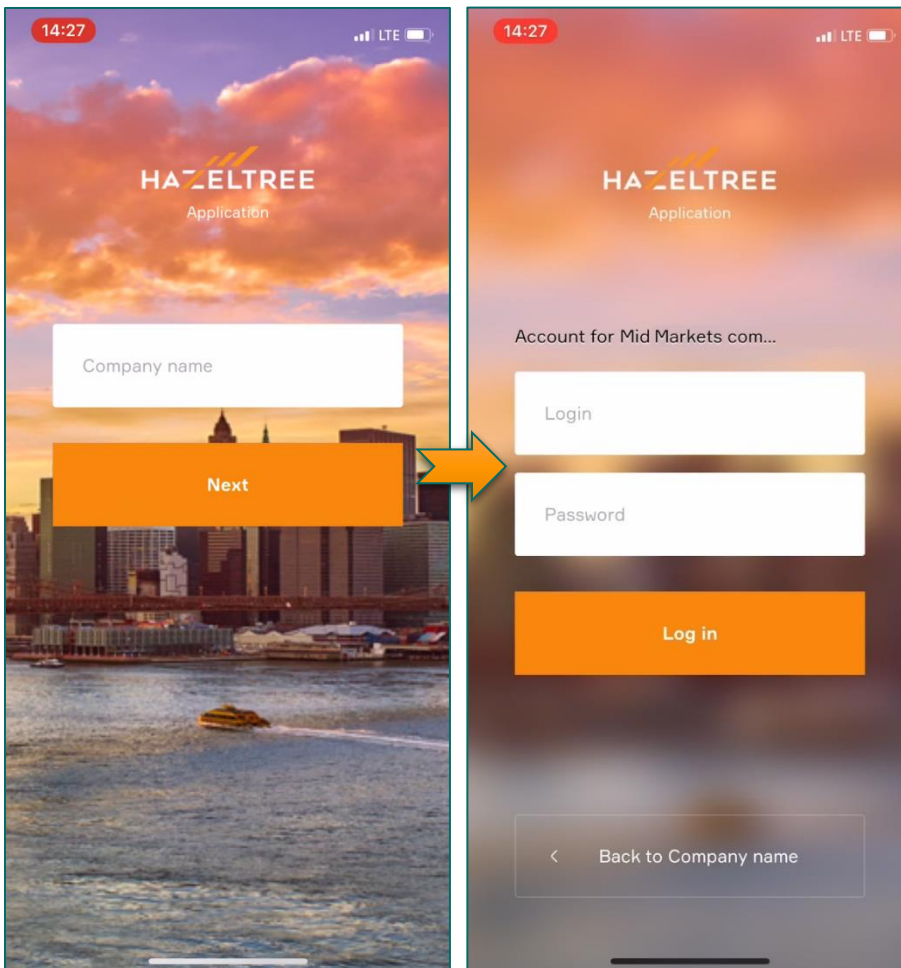 14:27
LTE
HAZELTREE
Application
Company name
Next
14:27
LTE
HAZELTREE
Application
Account for Mid Markets com...
Login
Password
Log in
Back to Company name